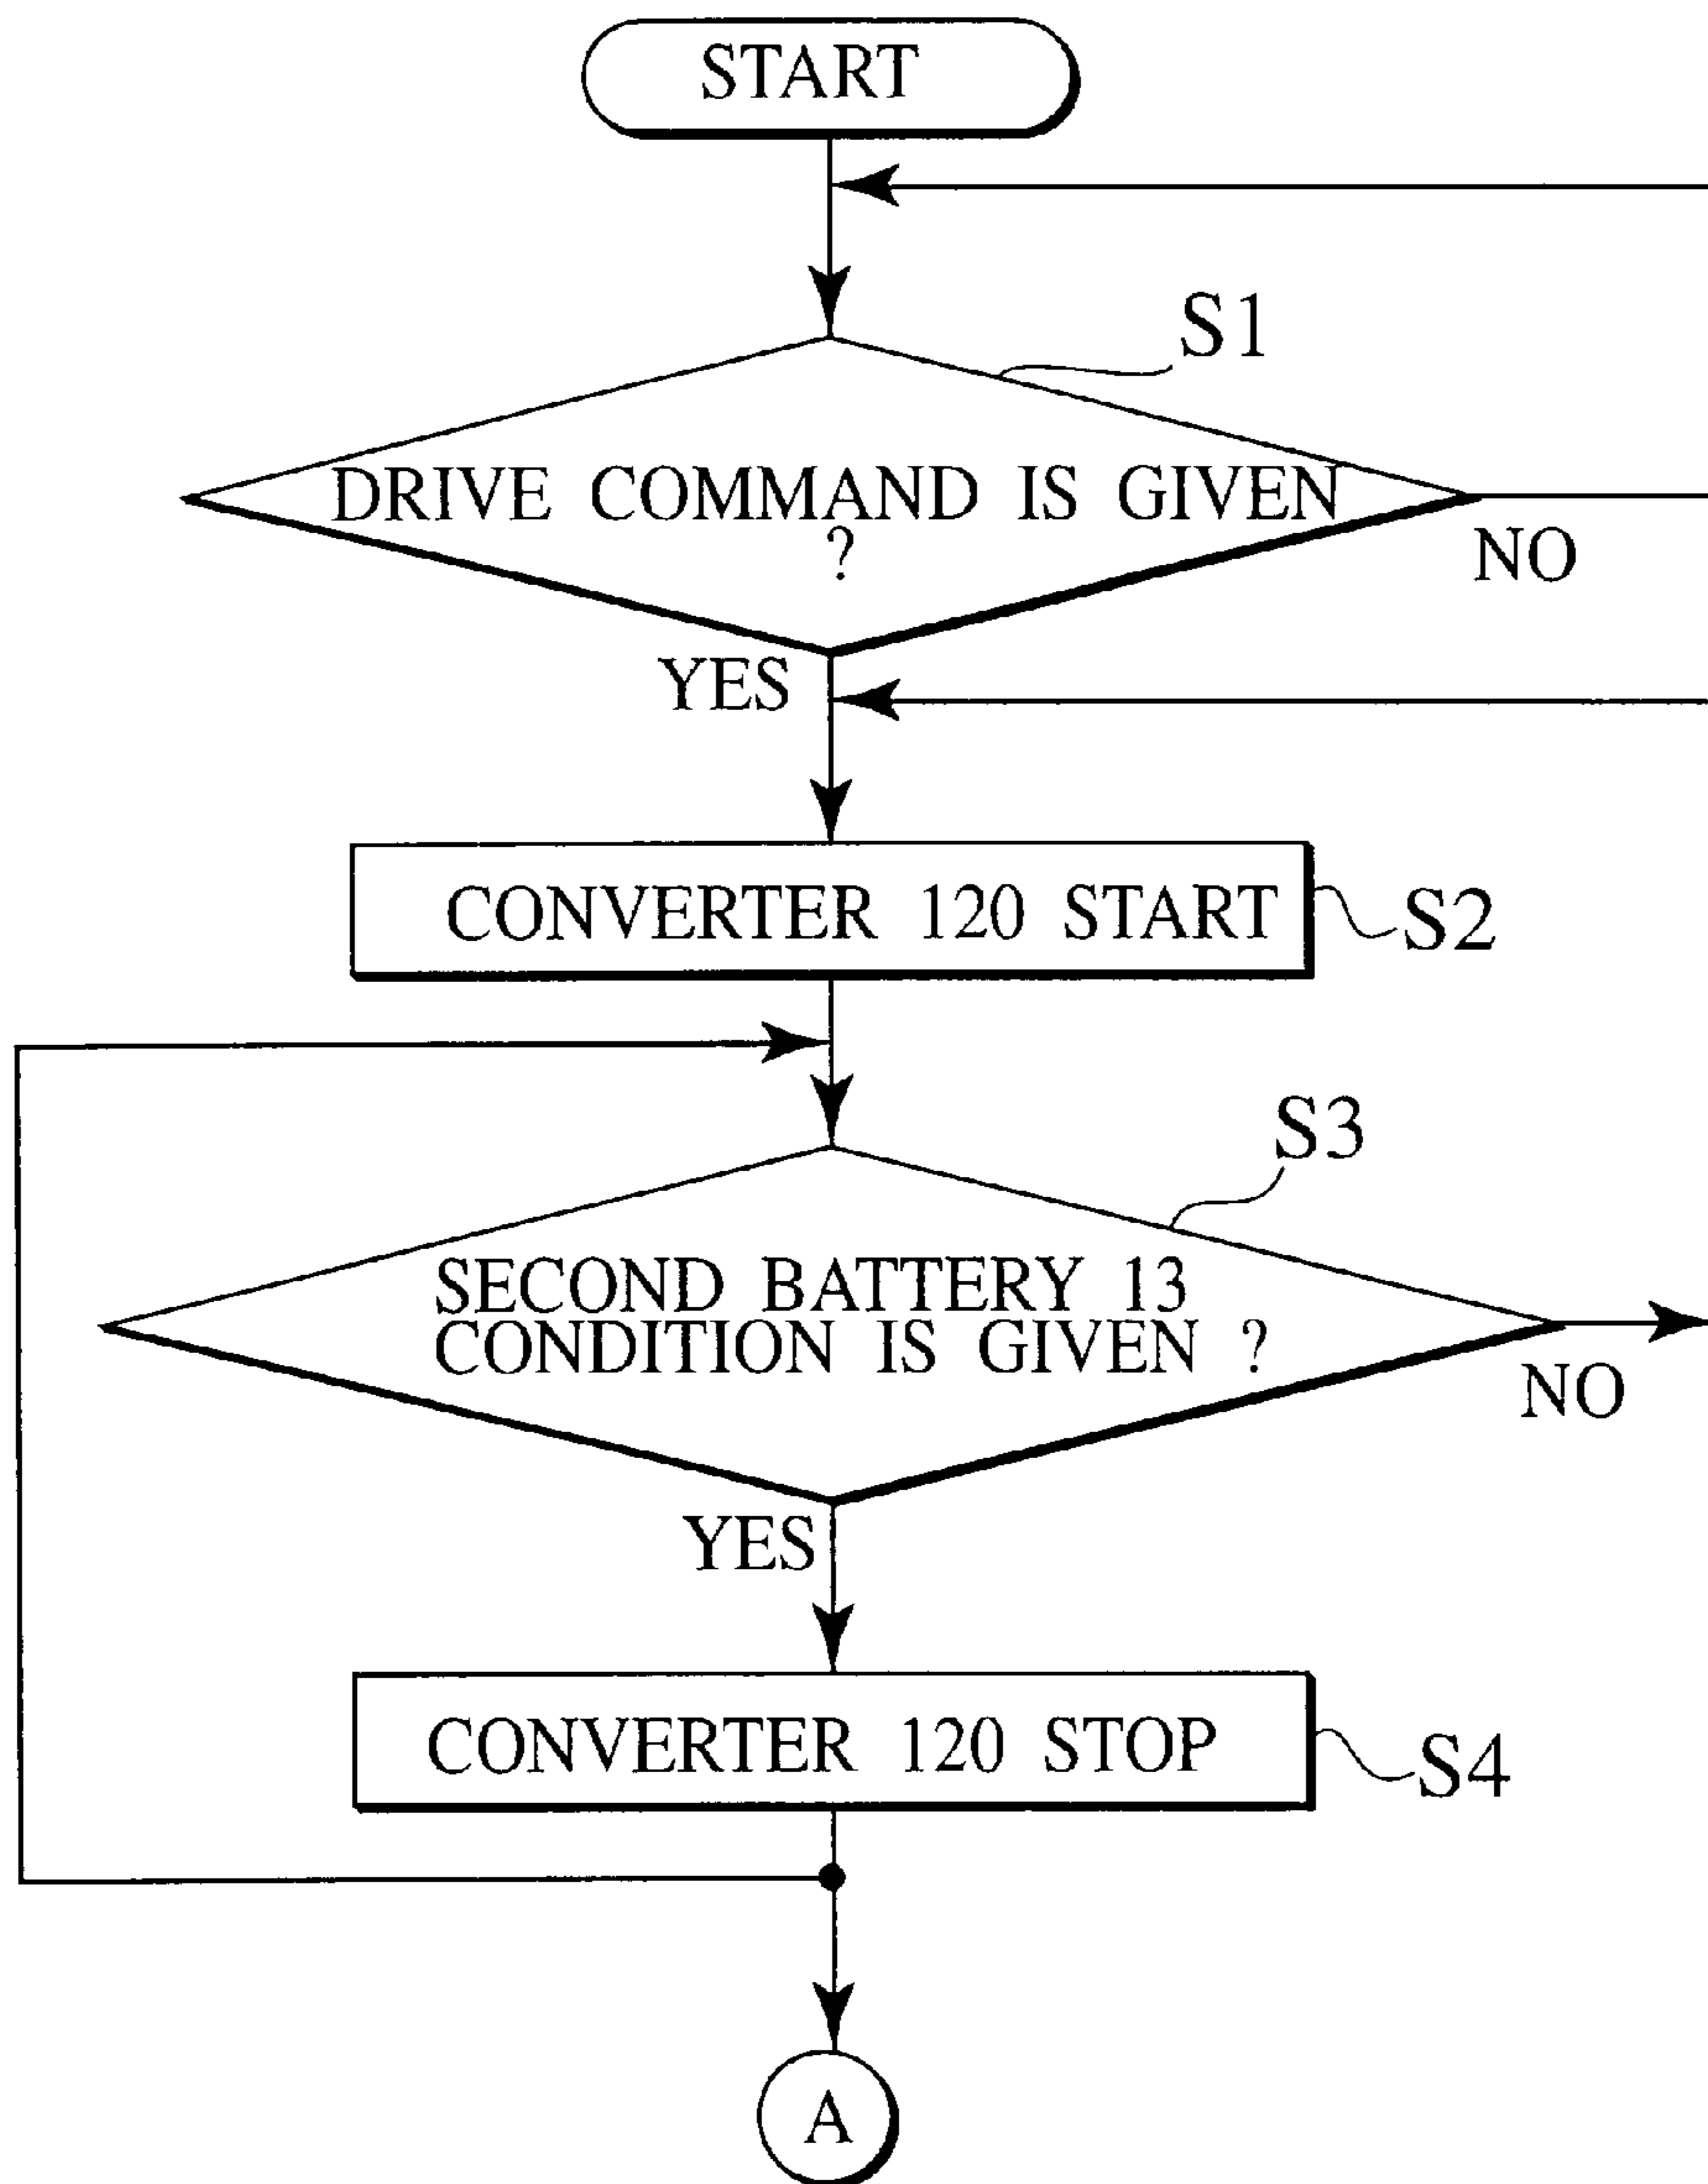 START
S1
DRIVE COMMAND IS GIVEN
?
NO
YES
CONVERTER 120 START
S2
S3
SECOND BATTERY 13
CONDITION IS GIVEN ?
NO
YES
CONVERTER 120 STOP
S4
A